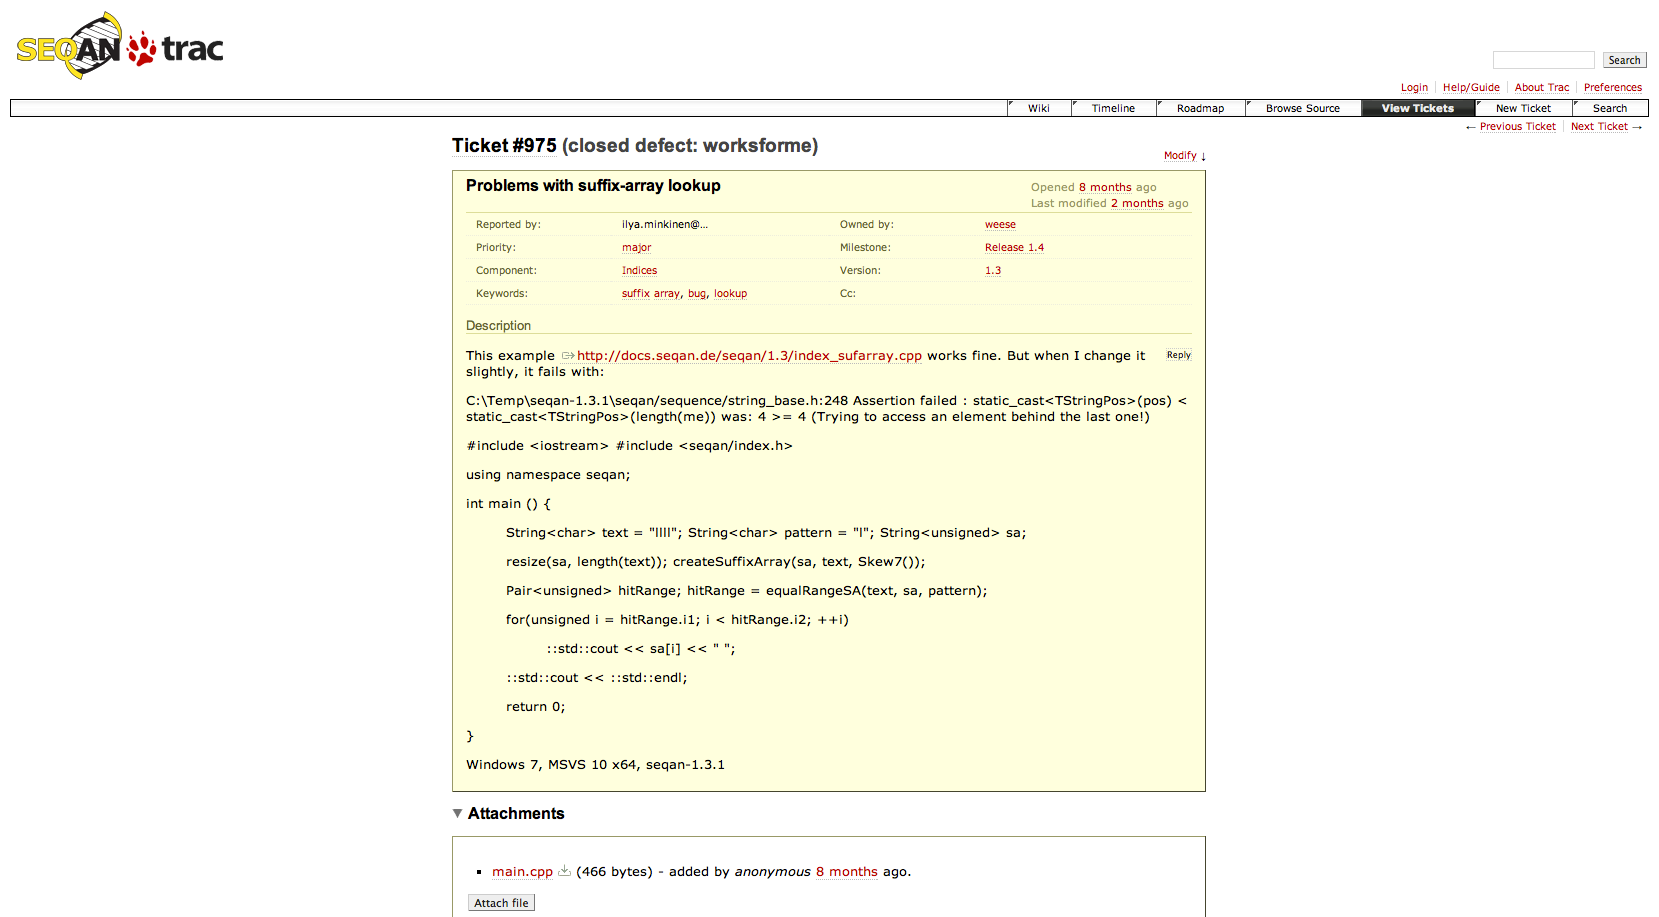 SEQAN trac
Search
Login Help/Guide About Trac Preferences
Wiki Timeline Roadmap Browse Source View Tickets New Ticket Search
← Previous Ticket Next Ticket →
Ticket #975 (closed defect: worksforme)
Modify ↓
Problems with suffix-array lookup
Opened 8 months ago
Last modified 2 months ago
Reported by: ilya.minkinen@… Owned by: weese
Priority: major Milestone: Release 1.4
Component: Indices Version: 1.3
Keywords: suffix array, bug, lookup Cc:
Description
This example http://docs.seqan.de/seqan/1.3/index_sufarray.cpp works fine. But when I change it Reply
slightly, it fails with:
C:\Temp\seqan-1.3.1\seqan/sequence/string_base.h:248 Assertion failed : static_cast<TStringPos>(pos) <
static_cast<TStringPos>(length(me)) was: 4 >= 4 (Trying to access an element behind the last one!)
#include <iostream> #include <seqan/index.h>
using namespace seqan;
int main () {
String<char> text = "llll"; String<char> pattern = "l"; String<unsigned> sa;
resize(sa, length(text)); createSuffixArray(sa, text, Skew7());
Pair<unsigned> hitRange; hitRange = equalRangeSA(text, sa, pattern);
for(unsigned i = hitRange.i1; i < hitRange.i2; ++i)
::std::cout << sa[i] << " ";
::std::cout << ::std::endl;
return 0;
}
Windows 7, MSVS 10 x64, seqan-1.3.1
Attachments
main.cpp (466 bytes) - added by anonymous 8 months ago.
Attach file